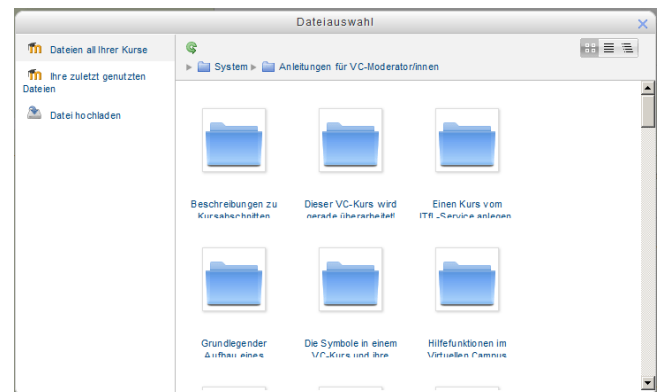 Dateiauswahl
Dateien all Ihrer Kurse
Ihre zuletzt genutzten
Dateien
Datei hochladen
System
Anleitungen für VC-Moderator/innen
Beschreibungen zu
Kursabschnitten
Dieser VC-Kurs wird
gerade überarbeitet!
Einen Kurs vom
ITfL-Service anlegen
Grundlegender
Aufbau eines
Die Symbole in einem
VC-Kurs und ihre
Hilfefunktionen im
Virtuellen Campus